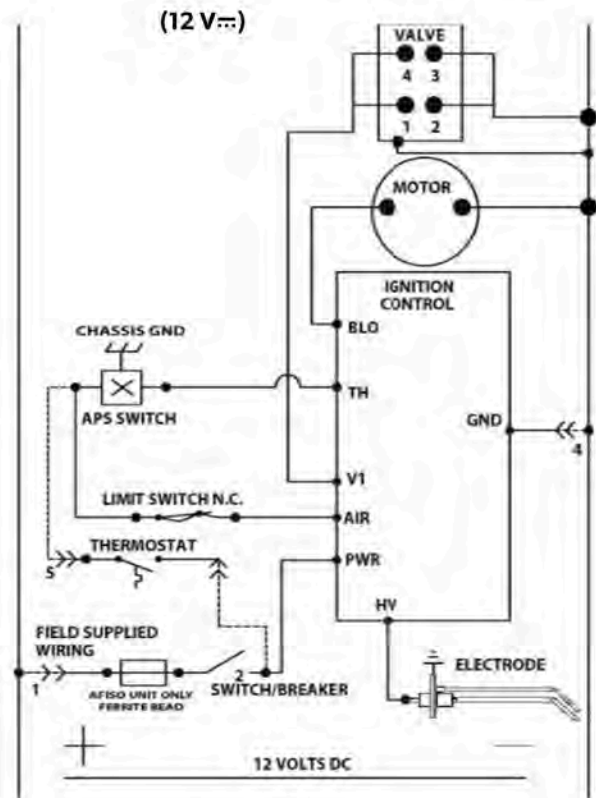 (12 V⎓)
VALVE
4 3
1 2
MOTOR
IGNITION
CONTROL
BLO
CHASSIS GND
TH
APS SWITCH
GND
4
V1
LIMIT SWITCH N.C.
AIR
THERMOSTAT
5
PWR
HV
FIELD SUPPLIED
WIRING
ELECTRODE
1
2
SWITCH/BREAKER
AFISO UNIT ONLY
FERRITE BEAD
+ —
12 VOLTS DC